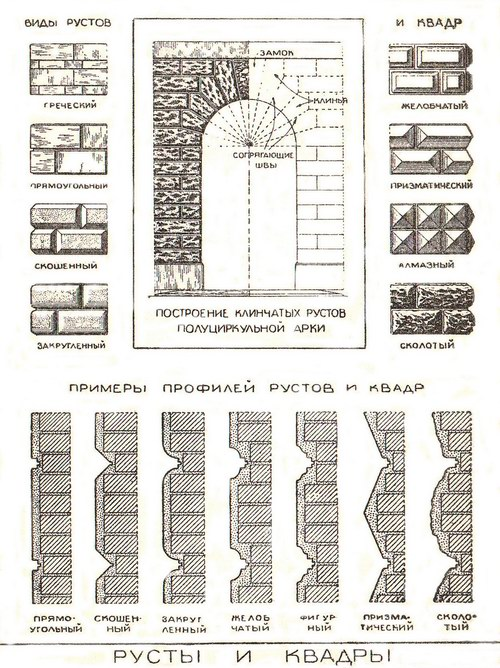 ВИДЫ РУСТОВ
И КВАДР
ГРЕЧЕСКИЙ
ПРЯМОУГОЛЬНЫЙ
СКОШЕННЫЙ
ЗАКРУГЛЕННЫЙ
ЗАМОК
КЛИНЬЯ
СОПРЯГАЮЩИЕ
ШВЫ
ПОСТРОЕНИЕ КЛИНЧАТЫХ РУСТОВ
ПОЛУЦИРКУЛЬНОЙ АРКИ
ЖЕЛОБЧАТЫЙ
ПРИЗМАТИЧЕСКИЙ
АЛМАЗНЫЙ
СКОЛОТЫЙ
ПРИМЕРЫ ПРОФИЛЕЙ РУСТОВ И КВАДР
ПРЯМО-
УГОЛЬНЫЙ
СКОШЕН-
НЫЙ
ЗАКРУГ
ЛЕННЫЙ
ЖЕЛОБ
ЧАТЫЙ
ФИГУР
НЫЙ
ПРИЗМА-
ТИЧЕСКИЙ
СКОЛО-
ТЫЙ
РУСТЫ И КВАДРЫ